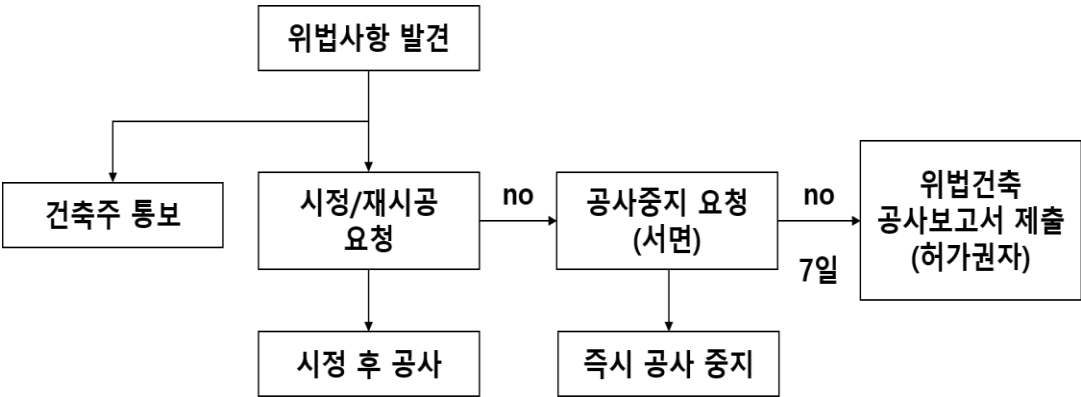 위법사항 발견
건축주 통보
시정/재시공
요청
no
공사중지 요청
(서면)
no
7일
위법건축
공사보고서 제출
(허가권자)
시정 후 공사
즉시 공사 중지